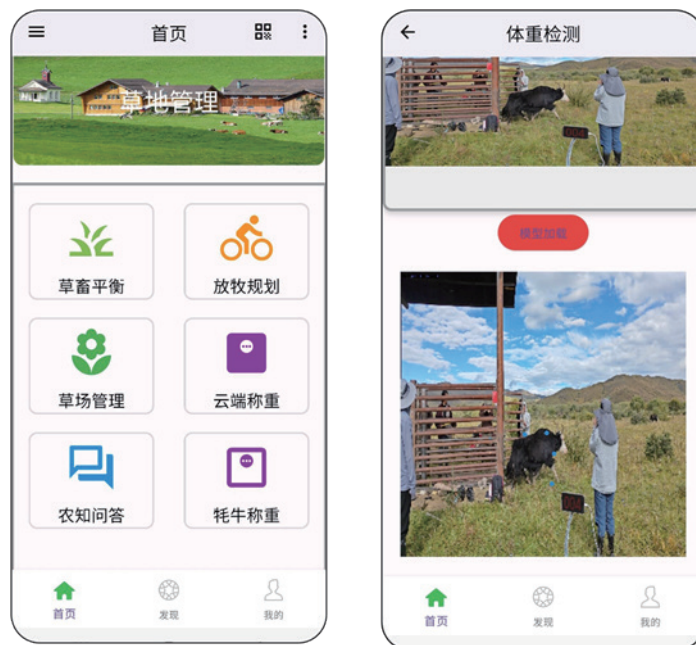 首页
草地管理
草畜平衡
放牧规划
草场管理
云端称重
农知问答
牦牛称重
首页
发现
我的
体重检测
004
模型加载
首页
发现
我的